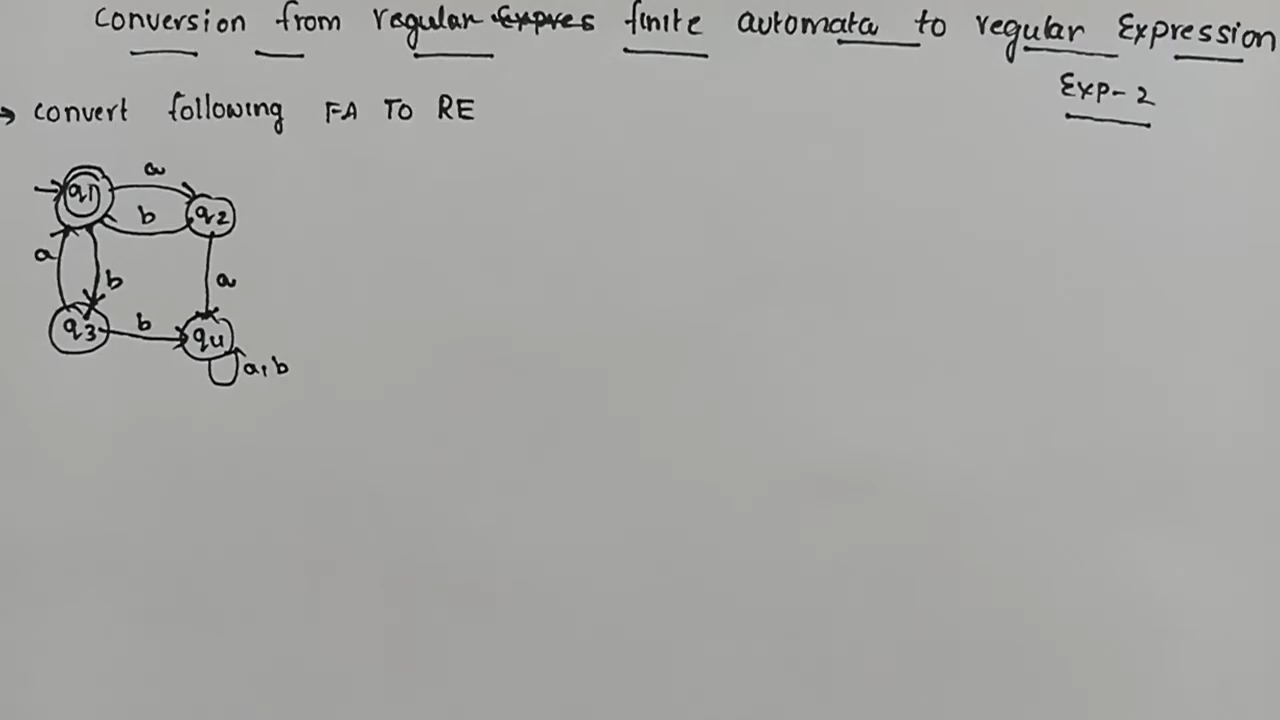 conversion from regular Expres finite automata to regular Expression
Exp-2
→ convert following FA TO RE
a
q1 b q2
a b a
q3 b q4
a,b